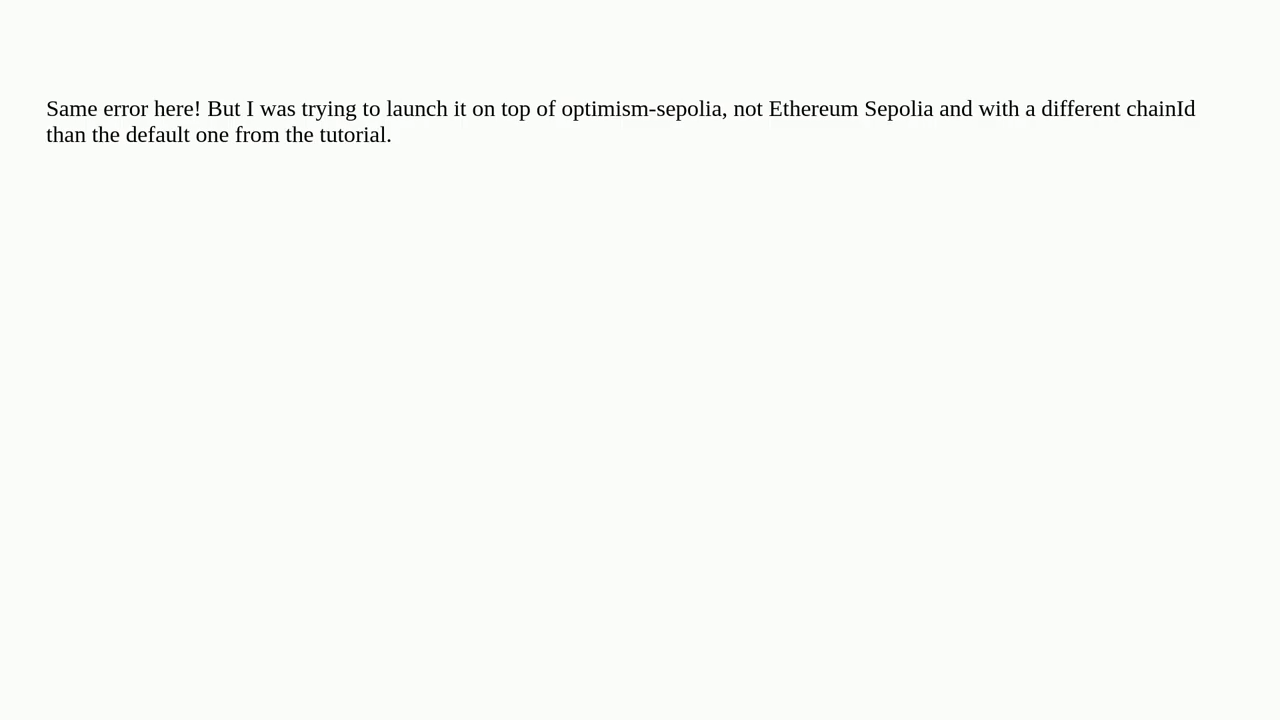 Same error here! But I was trying to launch it on top of optimism-sepolia, not Ethereum Sepolia and with a different chainId
than the default one from the tutorial.